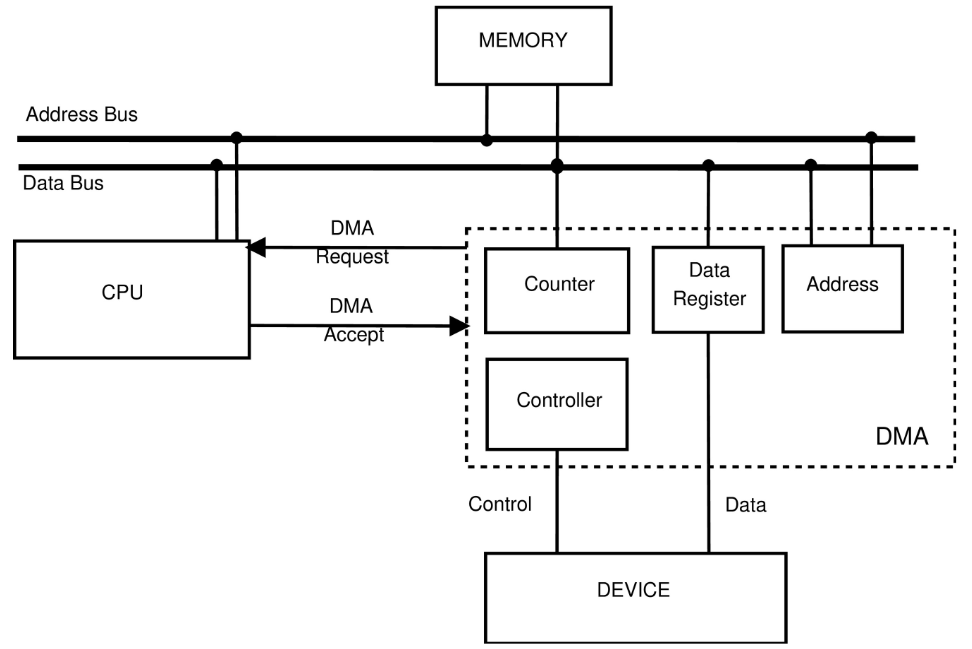 MEMORY
Address Bus
Data Bus
DMA
Request
CPU
DMA
Accept
Counter
Data
Register
Address
Controller
DMA
Control
Data
DEVICE